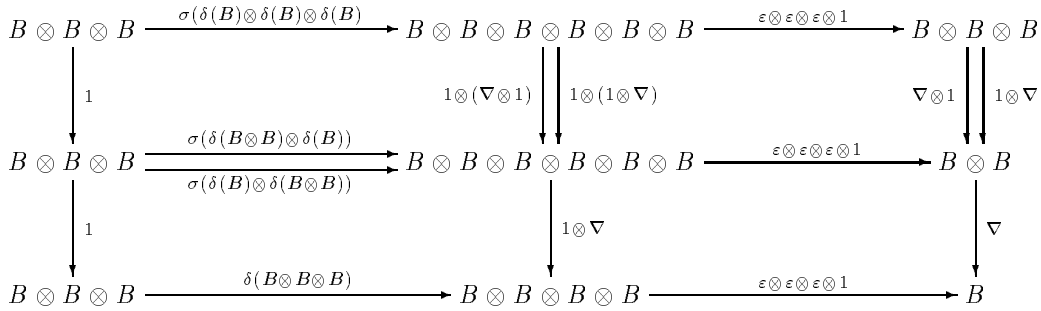 σ(δ(B)⊗δ(B)⊗δ(B) ε⊗ε⊗ε⊗1
B ⊗ B ⊗ B B ⊗ B ⊗ B ⊗ B ⊗ B ⊗ B B ⊗ B ⊗ B
1 1⊗(∇⊗1) 1⊗(1⊗∇) ∇⊗1 1⊗∇
σ(δ(B⊗B)⊗δ(B)) ε⊗ε⊗ε⊗1
B ⊗ B ⊗ B B ⊗ B ⊗ B ⊗ B ⊗ B ⊗ B B ⊗ B
σ(δ(B)⊗δ(B⊗B))
1 1⊗∇ ∇
δ(B⊗B⊗B) ε⊗ε⊗ε⊗1
B ⊗ B ⊗ B B ⊗ B ⊗ B ⊗ B B